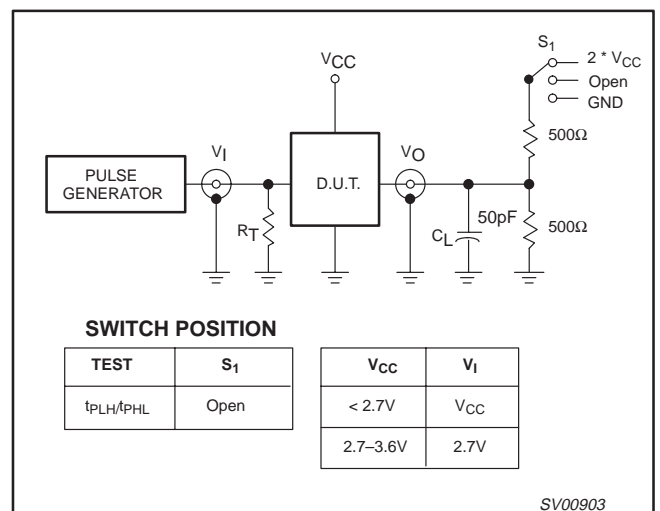 S1
2 * VCC
Open
GND
VCC
500Ω
VI
VO
PULSE
GENERATOR
D.U.T.
RT
50pF
CL
500Ω
SWITCH POSITION
TEST S1
tPLH/tPHL Open
VCC VI
< 2.7V VCC
2.7–3.6V 2.7V
SV00903